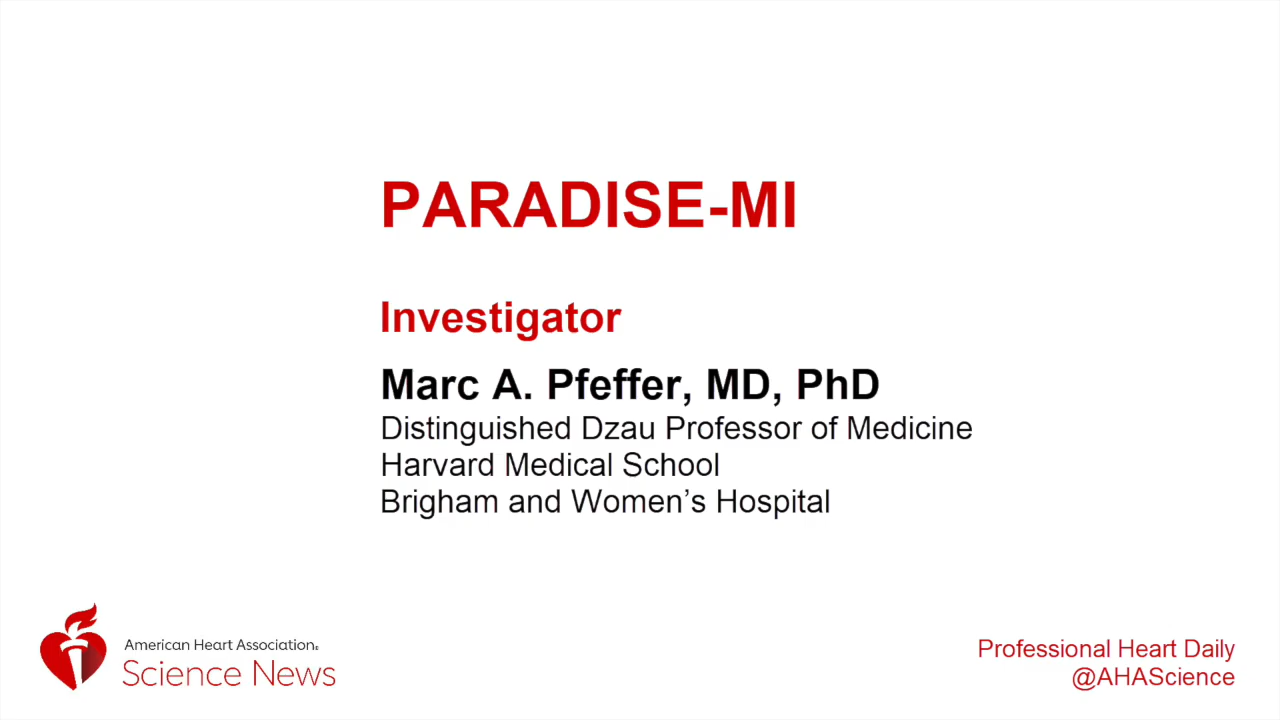 PARADISE-MI
Investigator
Marc A. Pfeffer, MD, PhD
Distinguished Dzau Professor of Medicine
Harvard Medical School
Brigham and Women’s Hospital
American Heart Association®
Science News
Professional Heart Daily
@AHAScience